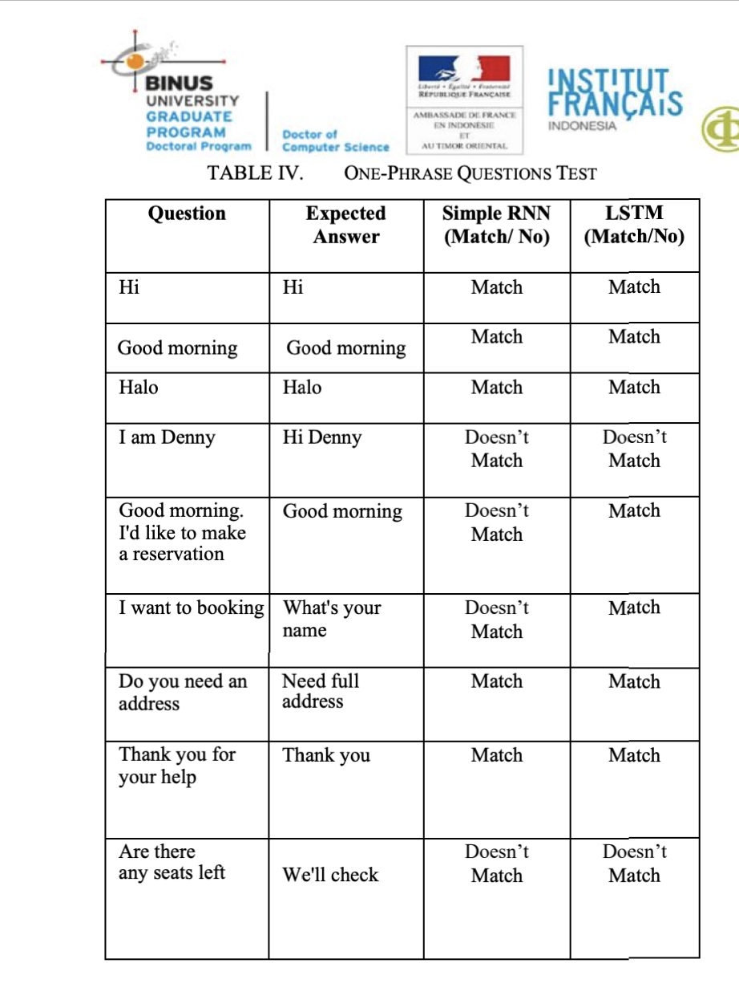 BINUS
UNIVERSITY
GRADUATE
PROGRAM
Doctoral Program
Doctor of
Computer Science
Liberté • Égalité • Fraternité
RÉPUBLIQUE FRANÇAISE
AMBASSADE DE FRANCE
EN INDONÉSIE
ET
AU TIMOR ORIENTAL
INSTITUT
FRANÇAIS
INDONESIA
TABLE IV. ONE-PHRASE QUESTIONS TEST
Question Expected Answer Simple RNN (Match/ No) LSTM (Match/No)
Hi Hi Match Match
Good morning Good morning Match Match
Halo Halo Match Match
I am Denny Hi Denny Doesn’t Match Doesn’t Match
Good morning. I'd like to make a reservation Good morning Doesn’t Match Match
I want to booking What's your name Doesn’t Match Match
Do you need an address Need full address Match Match
Thank you for your help Thank you Match Match
Are there any seats left We'll check Doesn’t Match Doesn’t Match